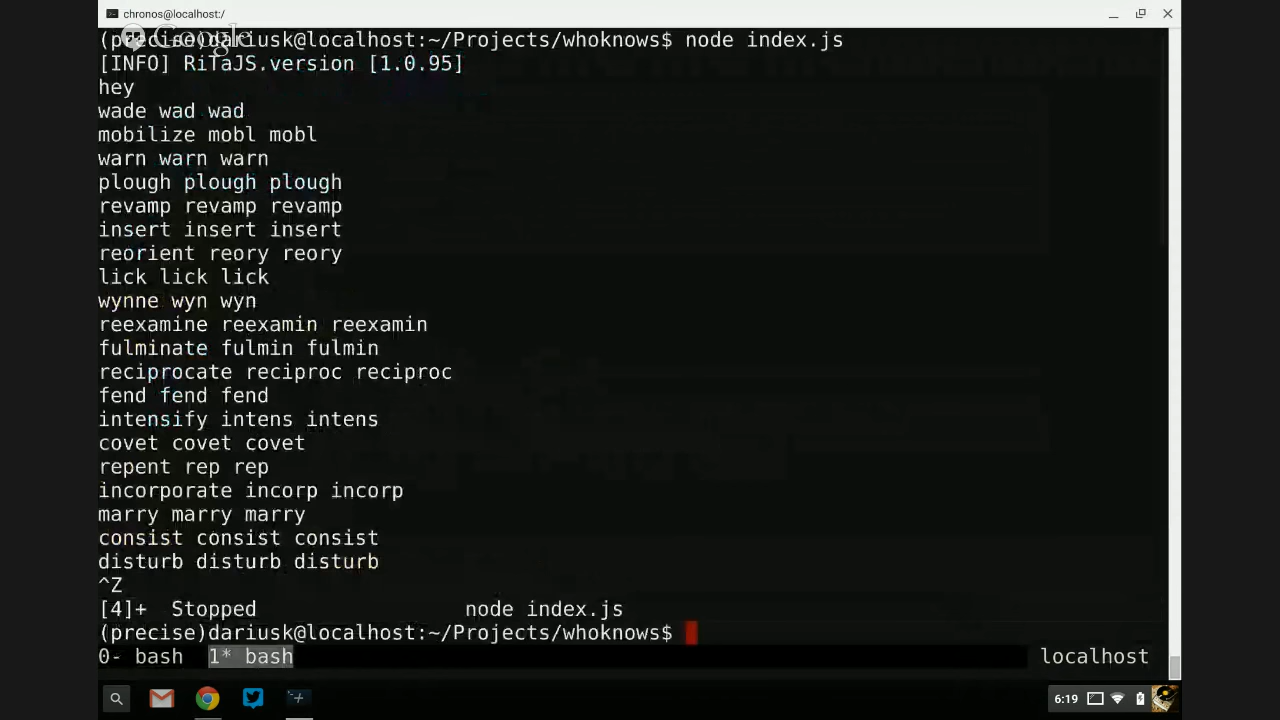 chronos@localhost:/
Google
(precise)dariusk@localhost:~/Projects/whoknows$ node index.js
[INFO] RiTaJS.version [1.0.95]
hey
wade wad wad
mobilize mobl mobl
warn warn warn
plough plough plough
revamp revamp revamp
insert insert insert
reorient reory reory
lick lick lick
wynne wyn wyn
reexamine reexamin reexamin
fulminate fulmin fulmin
reciprocate reciproc reciproc
fend fend fend
intensify intens intens
covet covet covet
repent rep rep
incorporate incorp incorp
marry marry marry
consist consist consist
disturb disturb disturb
^Z
[4]+  Stopped                 node index.js
(precise)dariusk@localhost:~/Projects/whoknows$
0- bash  1* bash localhost
6:19